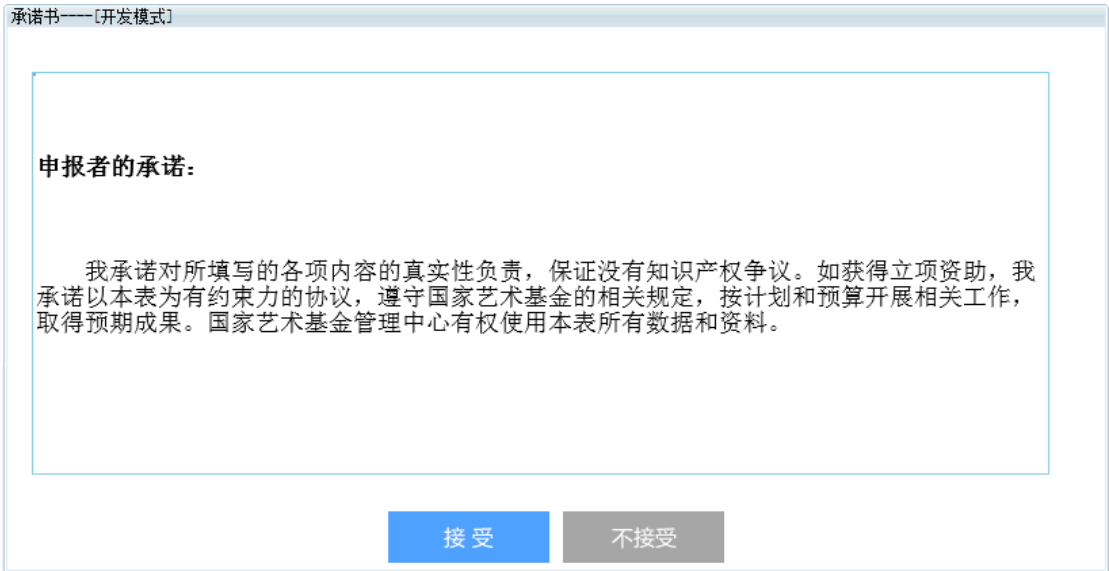 承诺书----[开发模式]
申报者的承诺：
我承诺对所填写的各项内容的真实性负责，保证没有知识产权争议。如获得立项资助，我
承诺以本表为有约束力的协议，遵守国家艺术基金的相关规定，按计划和预算开展相关工作，
取得预期成果。国家艺术基金管理中心有权使用本表所有数据和资料。
接 受
不接受